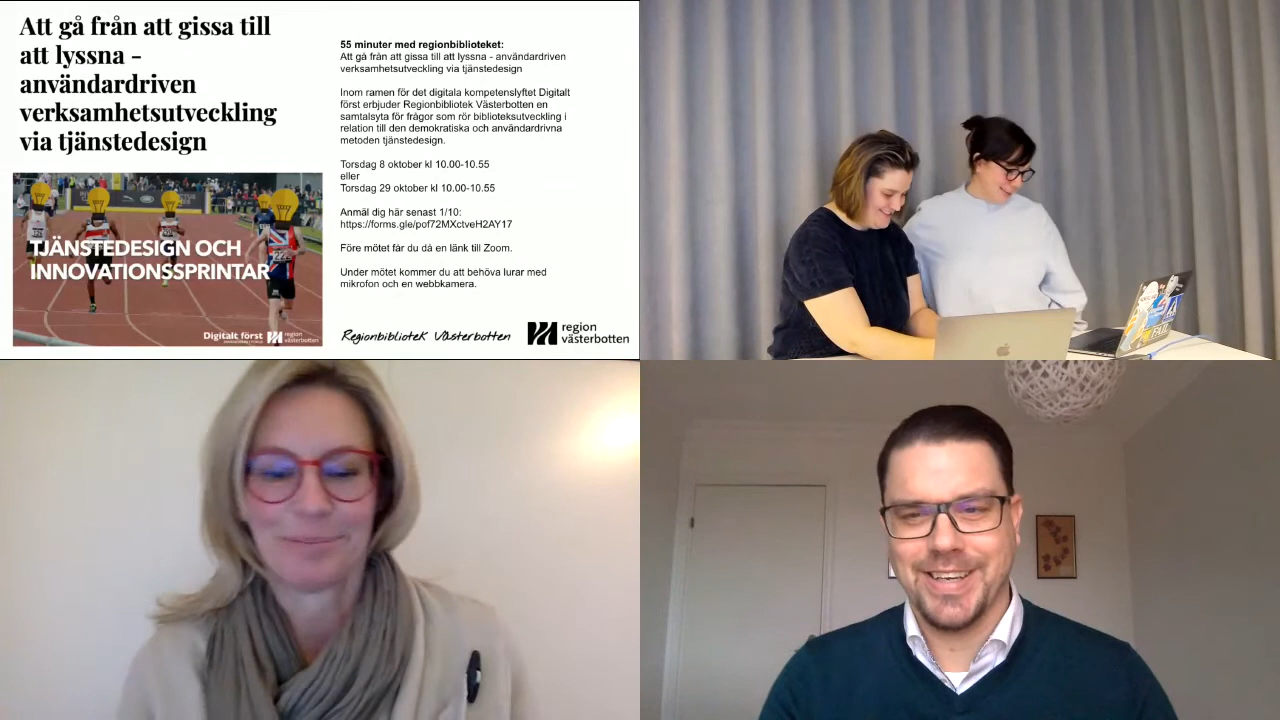 Att gå från att gissa till
att lyssna -
användardriven
verksamhetsutveckling
via tjänstedesign
TJÄNSTEDESIGN OCH
INNOVATIONSSPRINTAR
22
Digitalt först
region
västerbotten
55 minuter med regionbiblioteket:
Att gå från att gissa till att lyssna - användardriven
verksamhetsutveckling via tjänstedesign
Inom ramen för det digitala kompetenslyftet Digitalt
först erbjuder Regionbibliotek Västerbotten en
samtalsyta för frågor som rör biblioteksutveckling i
relation till den demokratiska och användardrivna
metoden tjänstedesign.
Torsdag 8 oktober kl 10.00-10.55
eller
Torsdag 29 oktober kl 10.00-10.55
Anmäl dig här senast 1/10:
https://forms.gle/pof72MXctveH2AY17
Före mötet får du då en länk till Zoom.
Under mötet kommer du att behöva lurar med
mikrofon och en webbkamera.
Regionbibliotek Västerbotten
region
västerbotten